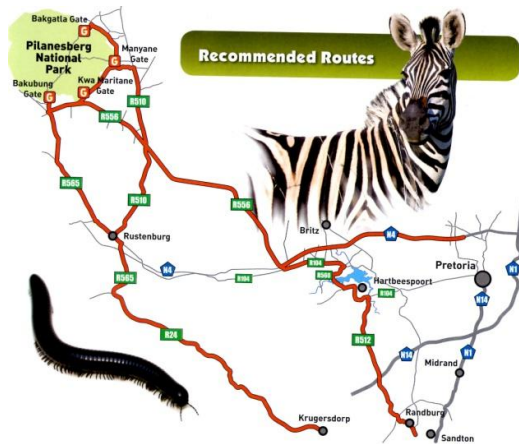 Bakgatla Gate
G
Pilanesberg
National
Park
Manyane
Gate
G
Recommended Routes
Bakubung
Gate
G
Kwa Maritane
Gate
G
R510
R556
R565
R510
R556
Rustenburg
Britz
N4
R104
R560
Pretoria
N1
N4
R104
Hartbeespoort
R104
N14
R565
R24
R512
N14
N1
Midrand
Krugersdorp
Randburg
Sandton